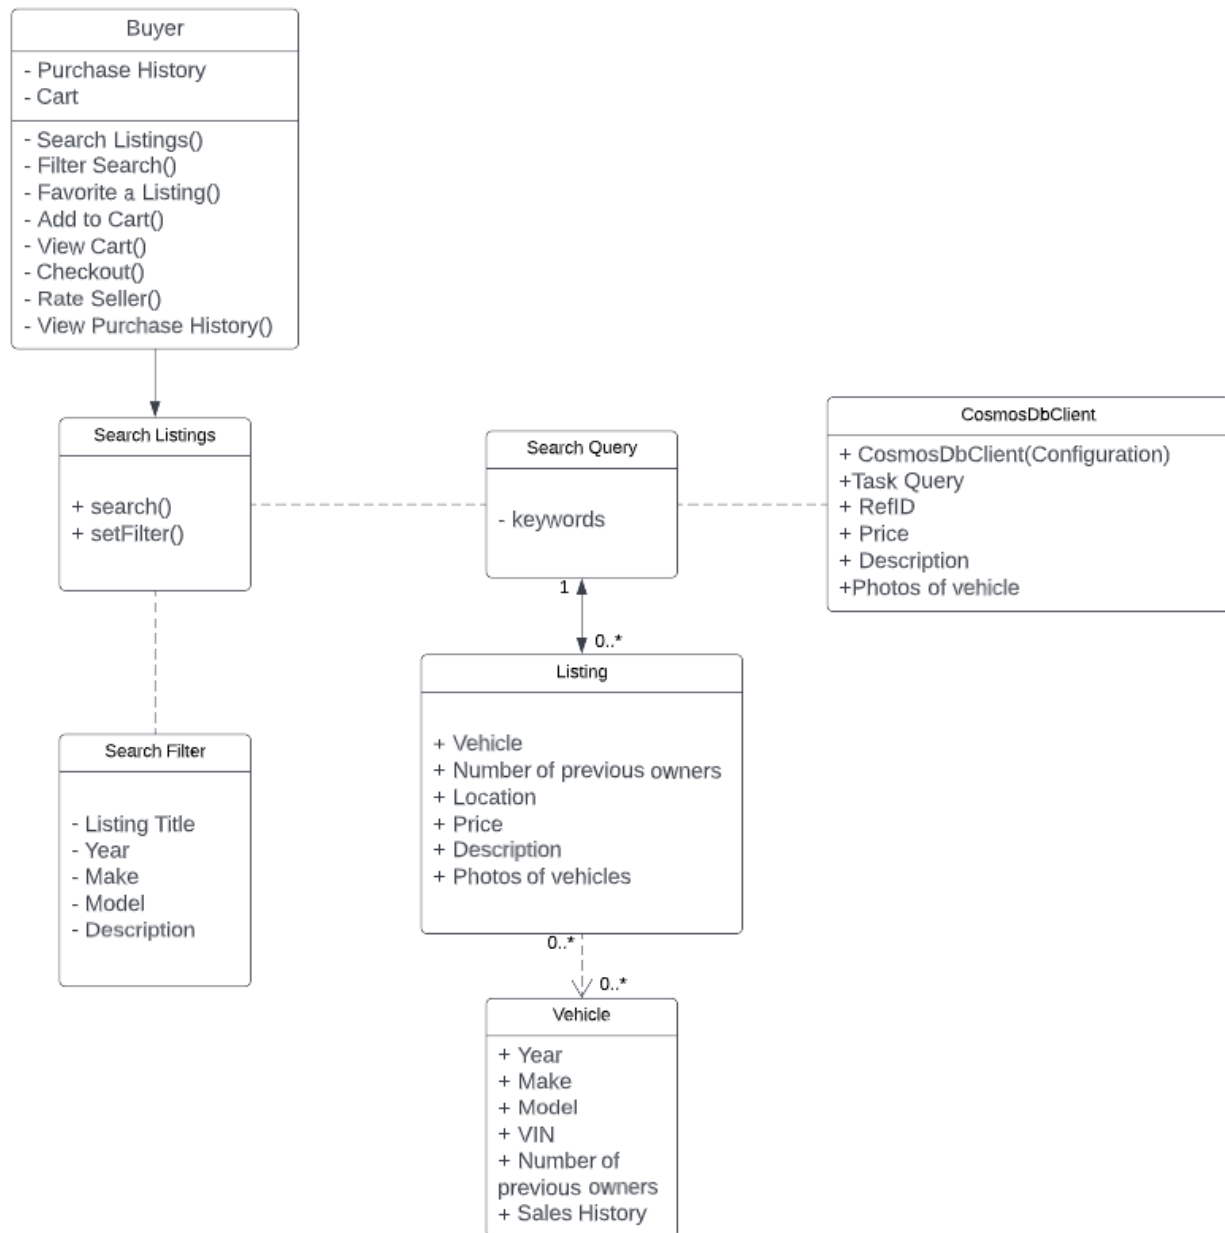 Buyer
- Purchase History
- Cart
- Search Listings()
- Filter Search()
- Favorite a Listing()
- Add to Cart()
- View Cart()
- Checkout()
- Rate Seller()
- View Purchase History()
Search Listings
+ search()
+ setFilter()
Search Query
- keywords
CosmosDbClient
+ CosmosDbClient(Configuration)
+Task Query
+ RefID
+ Price
+ Description
+Photos of vehicle
1
0..*
Search Filter
- Listing Title
- Year
- Make
- Model
- Description
Listing
+ Vehicle
+ Number of previous owners
+ Location
+ Price
+ Description
+ Photos of vehicles
0..*
0..*
Vehicle
+ Year
+ Make
+ Model
+ VIN
+ Number of
previous owners
+ Sales History